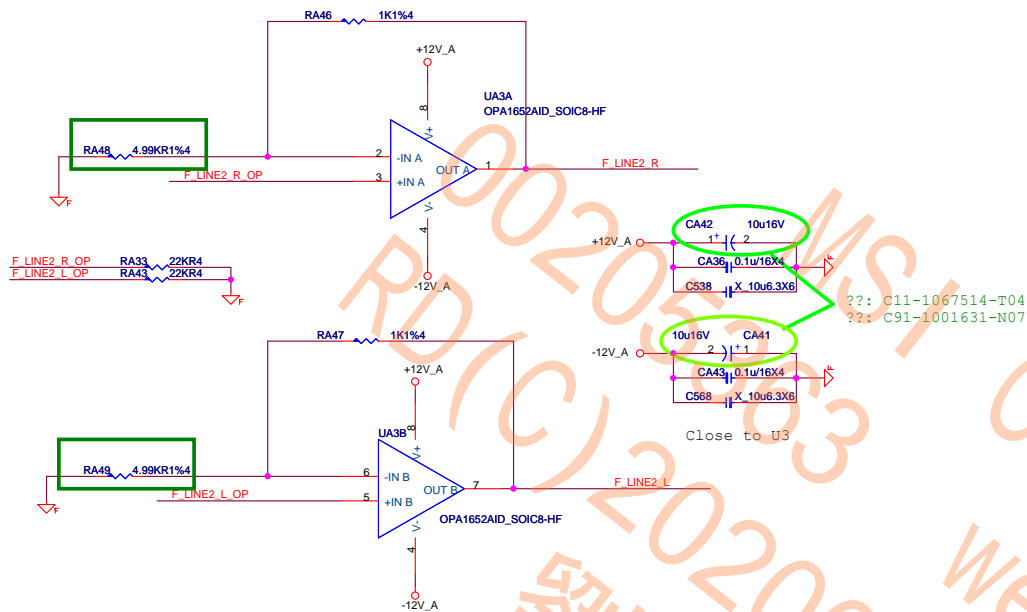 RA46 1K1%4
+12V_A
UA3A
OPA1652AID_SOIC8-HF
8
V+
RA48 4.99KR1%4
2 -IN A
OUT A 1
F_LINE2_R
F_LINE2_R_OP
3 +IN A
V-
4
-12V_A
F
F_LINE2_R_OP RA33 22KR4
F_LINE2_L_OP RA43 22KR4
F
CA42 10u16V
+12V_A 1 + 2
CA36 0.1u/16X4
F
C538 X_10u6.3X6
??: C11-1067514-T04
??: C91-1001631-N07
10u16V CA41
-12V_A 2 + 1
CA43 0.1u/16X4
F
C568 X_10u6.3X6
Close to U3
RA47 1K1%4
+12V_A
UA3B
8
V+
RA49 4.99KR1%4
6 -IN B
OUT B 7
F_LINE2_L
F_LINE2_L_OP
5 +IN B
OPA1652AID_SOIC8-HF
V-
4
-12V_A
F
MSI
00205363
RD(C)